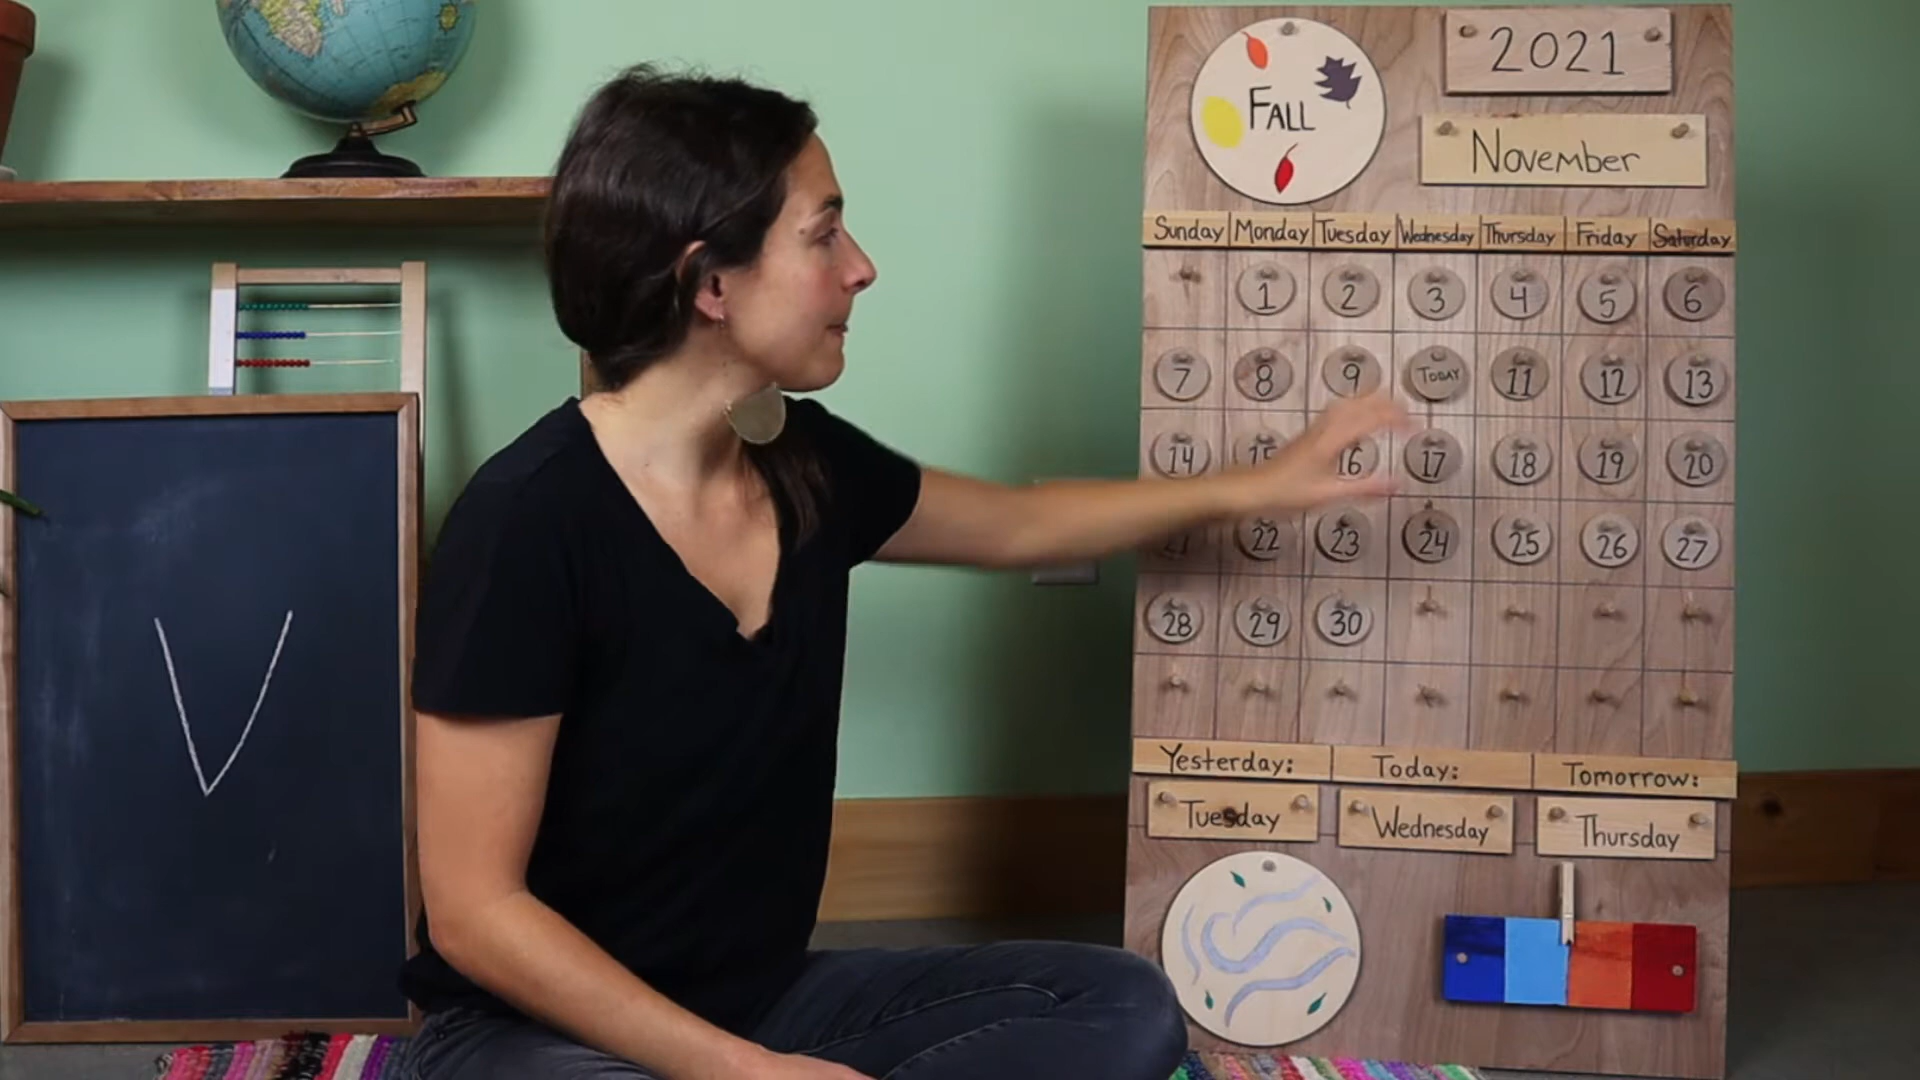 2021
FALL
November
Sunday Monday Tuesday Wednesday Thursday Friday Saturday
1 2 3 4 5 6
7 8 9 TODAY 11 12 13
14 15 16 17 18 19 20
21 22 23 24 25 26 27
28 29 30
Yesterday: Today: Tomorrow:
Tuesday Wednesday Thursday
V